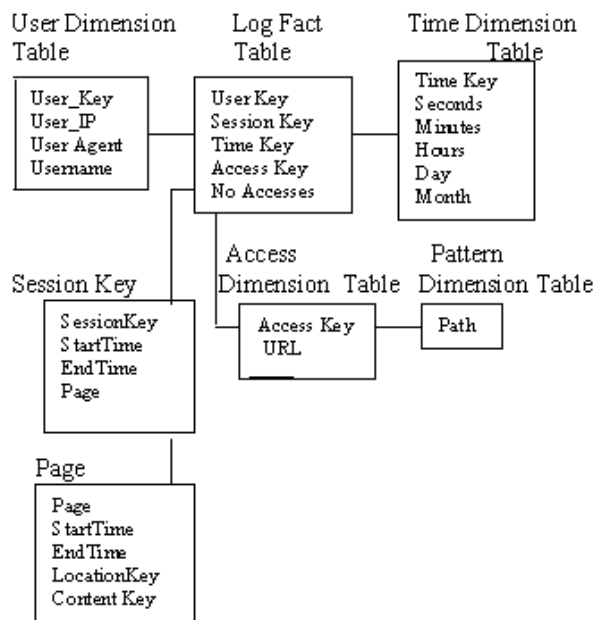 User Dimension
Table
Log Fact
Table
Time Dimension
Table
User_Key
User_IP
User Agent
Username
UserKey
Session Key
Time Key
Access Key
No Accesses
Time Key
Seconds
Minutes
Hours
Day
Month
Session Key
SessionKey
StartTime
EndTime
Page
Access
Dimension Table
Access Key
URL
Pattern
Dimension Table
Path
Page
Page
StartTime
EndTime
LocationKey
Content Key